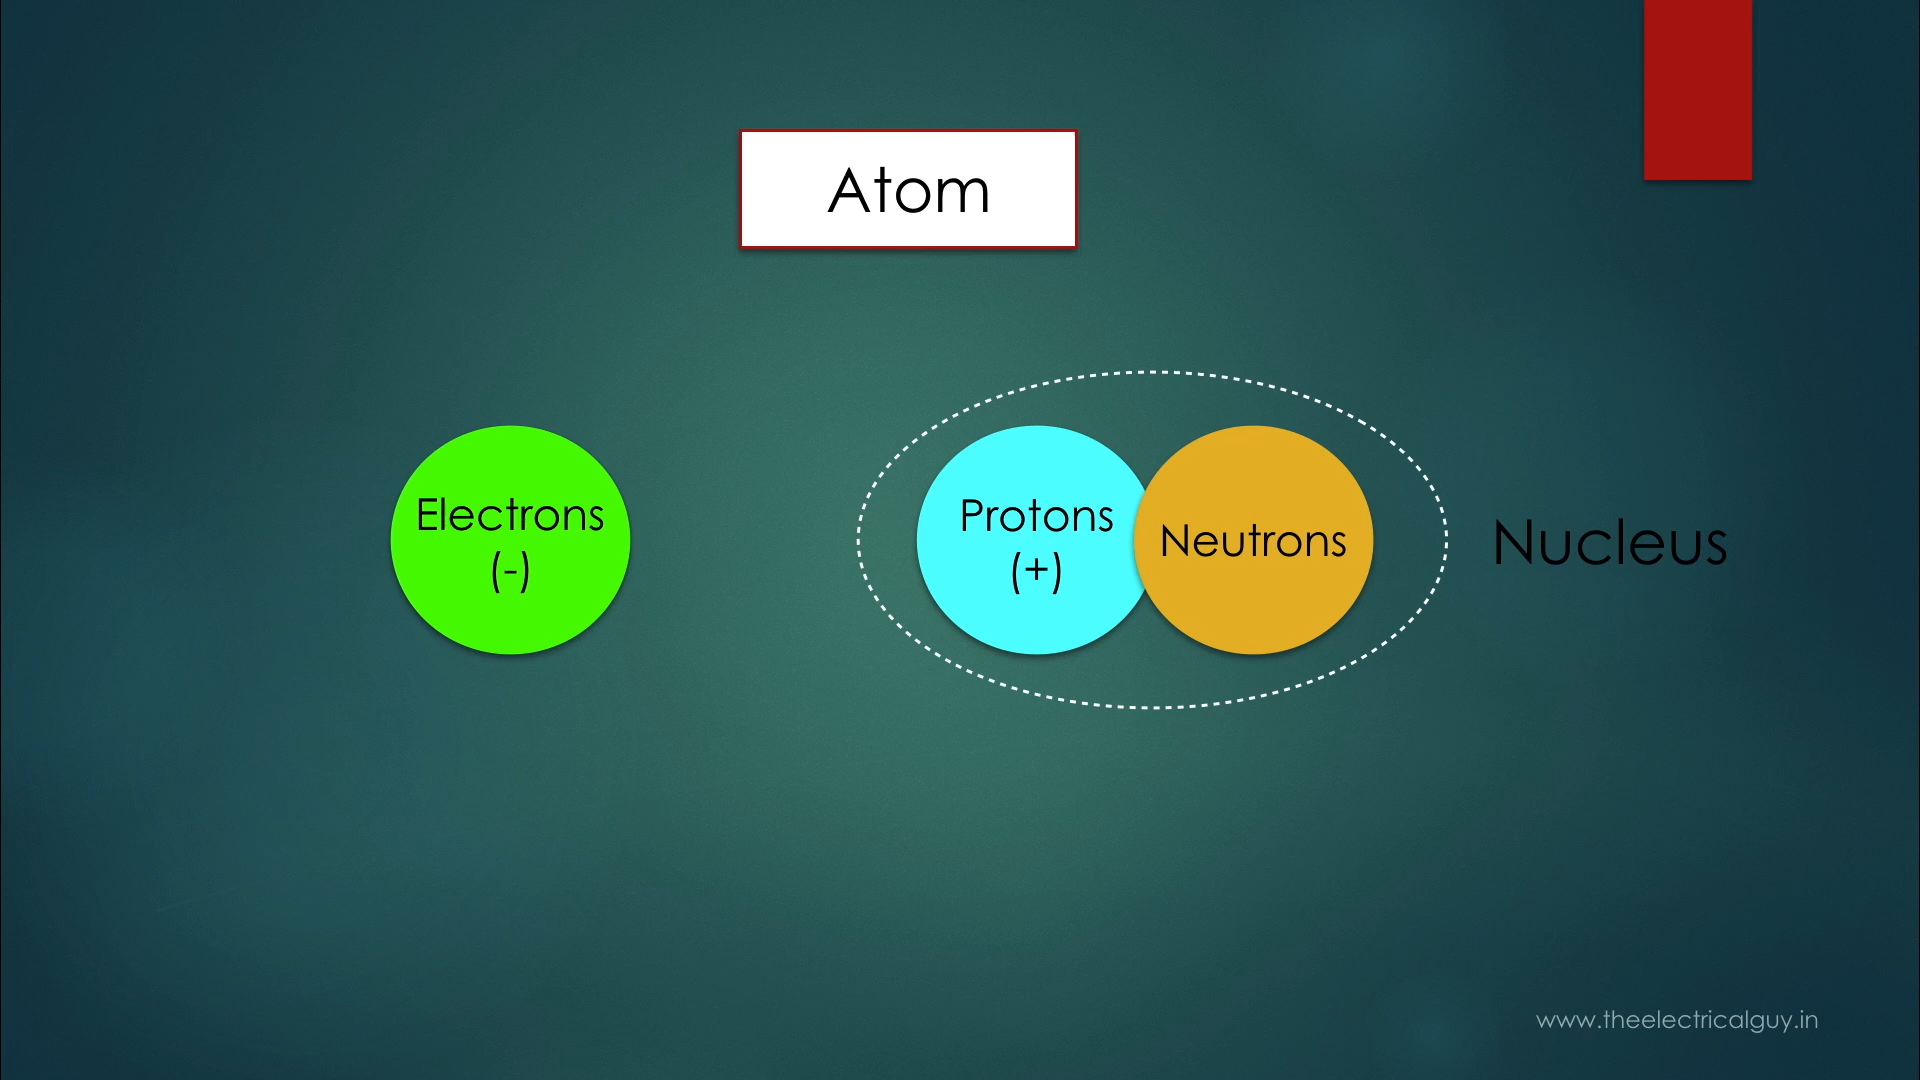 Atom
Electrons
(-)
Protons
(+)
Neutrons
Nucleus
www.theelectricalguy.in